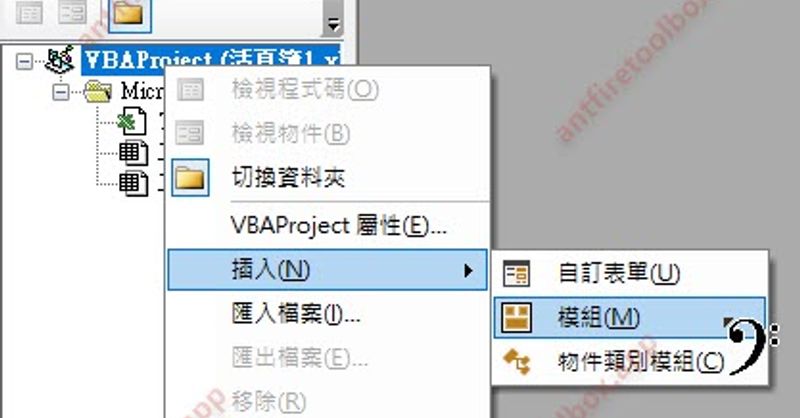 antfiretoolbox.app
VBAProject (活頁簿1.x
Micr
檢視程式碼(O)
檢視物件(B)
切換資料夾
VBAProject 屬性(E)...
插入(N)
自訂表單(U)
匯入檔案(I)...
模組(M)
匯出檔案(E)...
物件類別模組(C)
移除(R)